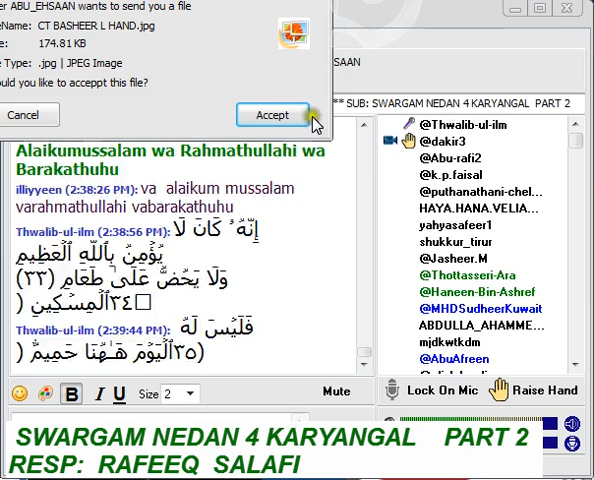 er ABU_EHSAAN wants to send you a file
eName: CT BASHEER L HAND.jpg
e: 174.81 KB
e Type: .jpg | JPEG Image
ould you like to acceppt this file?
Cancel
Accept
SAAN
** SUB: SWARGAM NEDAN 4 KARYANGAL PART 2
Alaikumussalam wa Rahmathullahi wa
Barakathuhu
illiyyeen (2:38:26 PM): va alaikum mussalam
varahmathullahi vabarakathuhu
Thwalib-ul-ilm (2:38:56 PM): إِنَّهُۥ كَانَ لَا
يُؤْمِنُ بِٱللَّهِ ٱلْعَظِيمِ
(٣٣) وَلَا يَحُضُّ عَلَىٰ طَعَامِ
ٱلْمِسْكِينِ ٣٤
Thwalib-ul-ilm (2:39:44 PM): فَلَيْسَ لَهُ
ٱلْيَوْمَ هَـٰهُنَا حَمِيمٌ (٣٥
@Thwalib-ul-ilm
@dakir3
@Abu-rafi2
@k.p.faisal
@puthanathani-chel...
HAYA.HANA.VELIA...
yahyasafeer1
shukkur_tirur
@Jasheer.M
@Thottasseri-Ara
@Haneen-Bin-Ashref
@MHDSudheerKuwait
ABDULLA_AHAMME...
mjdkwtkdm
@AbuAfreen
B I U Size 2
Mute
Lock On Mic
Raise Hand
SWARGAM NEDAN 4 KARYANGAL PART 2
RESP: RAFEEQ SALAFI